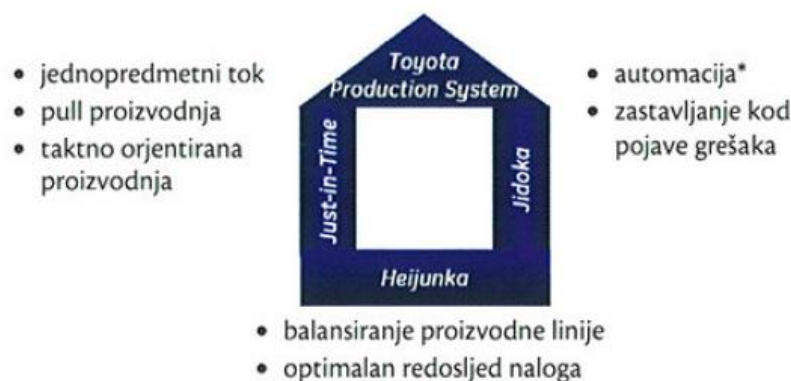 • jednopredmetni tok
• pull proizvodnja
• taktno orjentirana
proizvodnja
Toyota
Production System
Just-in-Time
Jidoka
Heijunka
• automacija*
• zastavljanje kod
pojave grešaka
• balansiranje proizvodne linije
• optimalan redosljed naloga